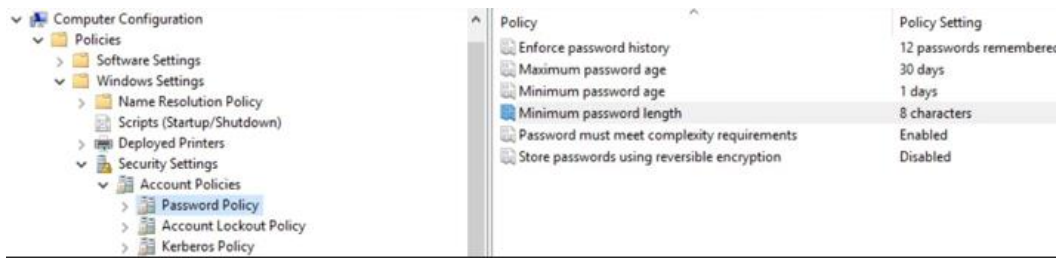 Computer Configuration
Policies
Software Settings
Windows Settings
Name Resolution Policy
Scripts (Startup/Shutdown)
Deployed Printers
Security Settings
Account Policies
Password Policy
Account Lockout Policy
Kerberos Policy
Policy Policy Setting
Enforce password history 12 passwords remembered
Maximum password age 30 days
Minimum password age 1 days
Minimum password length 8 characters
Password must meet complexity requirements Enabled
Store passwords using reversible encryption Disabled